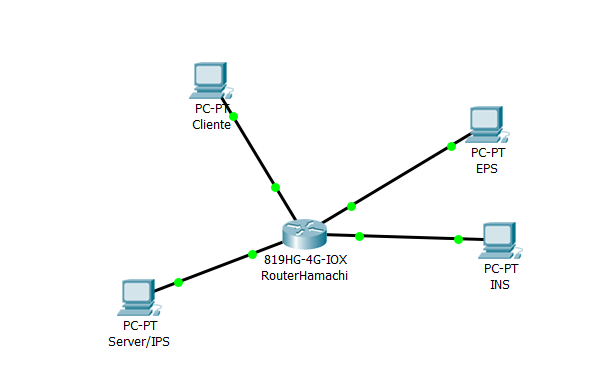 PC-PT
Cliente
PC-PT
EPS
819HG-4G-IOX
RouterHamachi
PC-PT
INS
PC-PT
Server/IPS